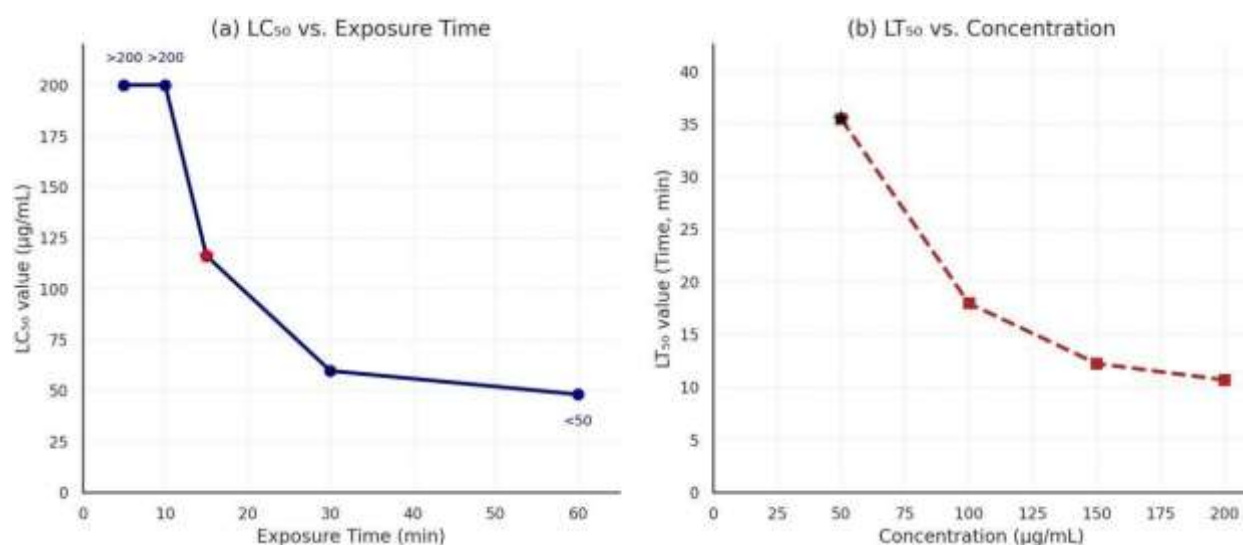 (a) LC₅₀ vs. Exposure Time
>200 >200
200
175
150
125
100
75
50
25
0
LC₅₀ value (µg/mL)
<50
0 10 20 30 40 50 60
Exposure Time (min)
(b) LT₅₀ vs. Concentration
40
35
30
25
20
15
10
5
0
LT₅₀ value (Time, min)
0 25 50 75 100 125 150 175 200
Concentration (µg/mL)